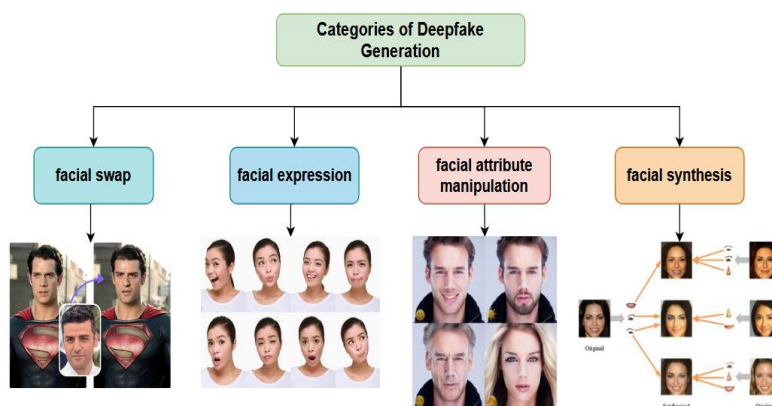 Categories of Deepfake
Generation
facial swap
facial expression
facial attribute
manipulation
facial synthesis
Original